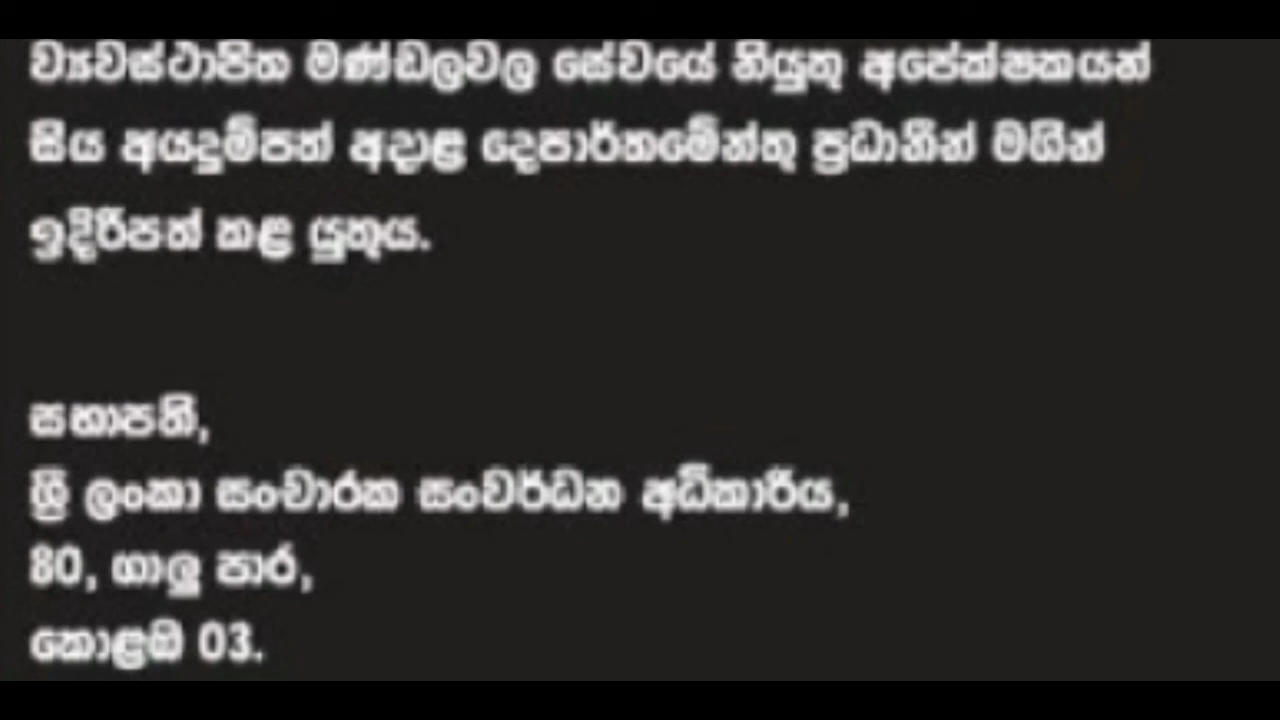 ව්‍යවස්ථාපිත මණ්ඩලවල සේවයේ නියුතු අපේක්ෂකයන්
සිය අයදුම්පත් අදාළ දෙපාර්තමේන්තු ප්‍රධානීන් මගින්
ඉදිරිපත් කළ යුතුය.
සභාපති,
ශ්‍රී ලංකා සංචාරක සංවර්ධන අධිකාරිය,
80, ගාලු පාර,
කොළඹ 03.